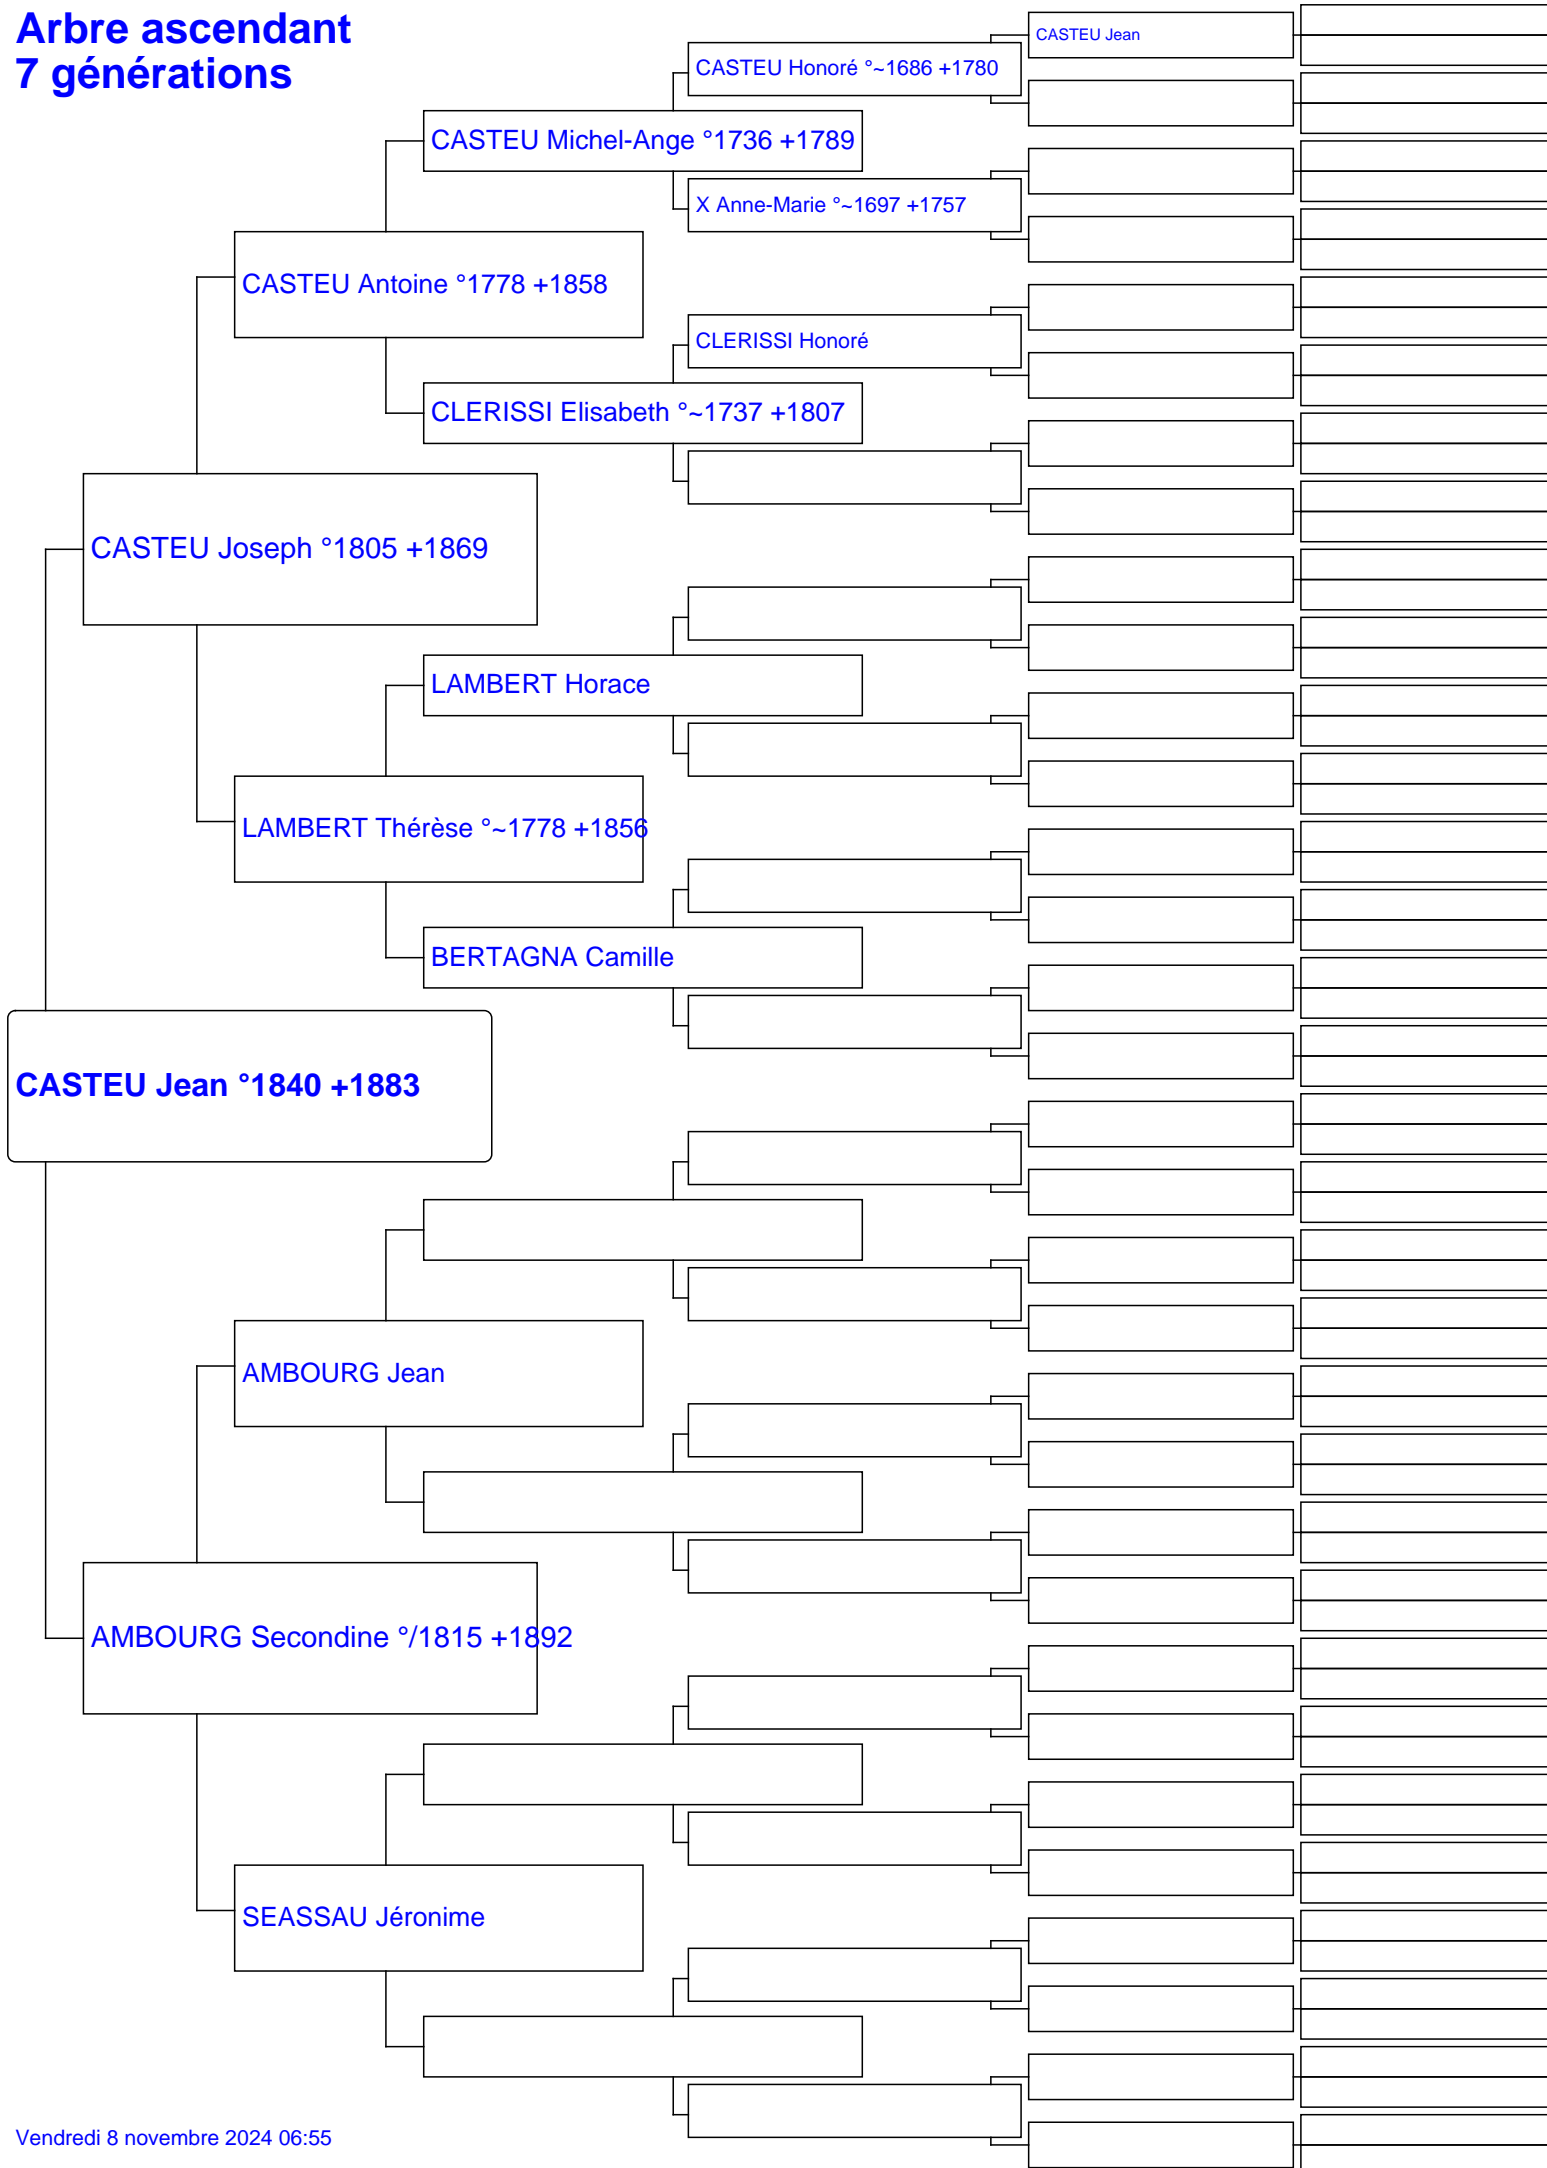 Arbre ascendant
7 générations
CASTEU Jean
CASTEU Honoré °~1686 +1780
CASTEU Michel-Ange °1736 +1789
X Anne-Marie °~1697 +1757
CASTEU Antoine °1778 +1858
CLERISSI Honoré
CLERISSI Elisabeth °~1737 +1807
CASTEU Joseph °1805 +1869
LAMBERT Horace
LAMBERT Thérèse °~1778 +1856
BERTAGNA Camille
CASTEU Jean °1840 +1883
AMBOURG Jean
AMBOURG Secondine °/1815 +1892
SEASSAU Jéronime
Vendredi 8 novembre 2024 06:55